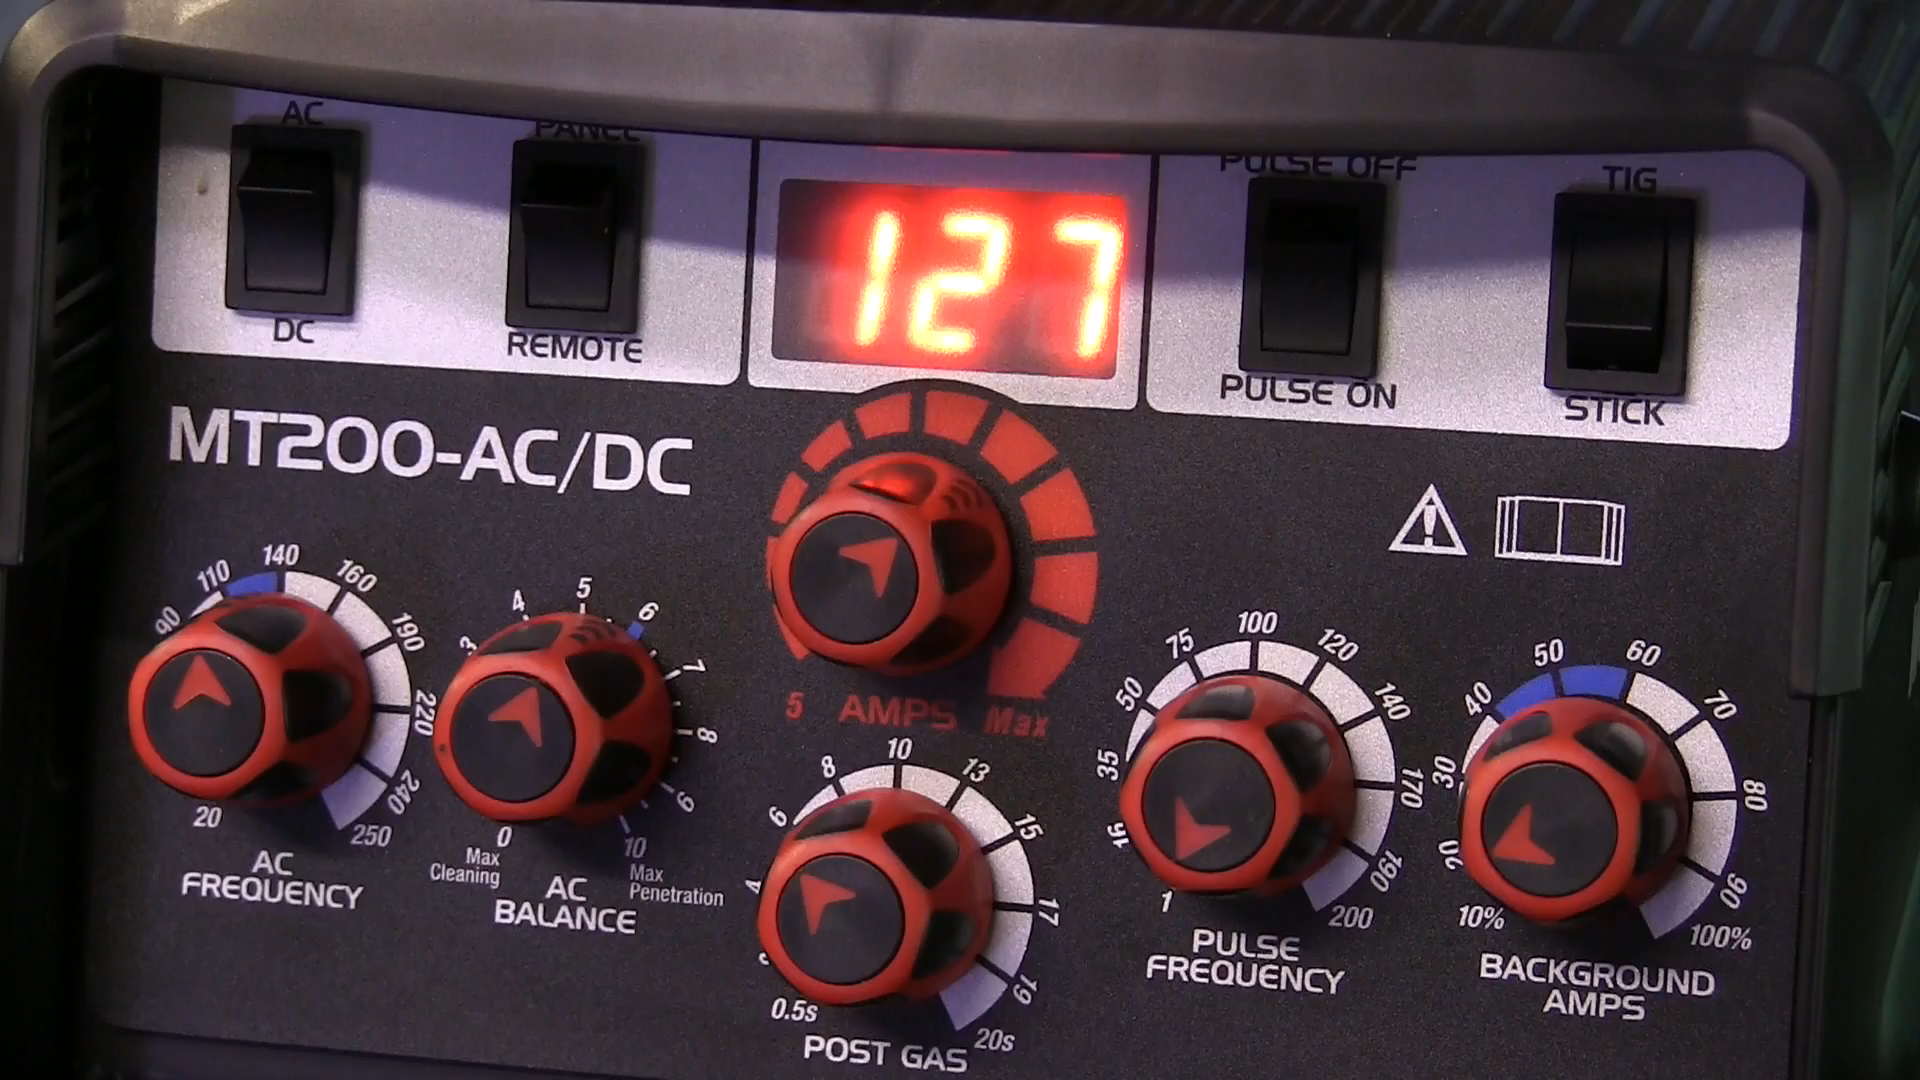 AC
PANEL
PULSE OFF
TIG
127
DC
REMOTE
PULSE ON
STICK
MT200-AC/DC
90
110
140
160
190
220
240
250
20
AC
FREQUENCY
3
4
5
6
7
8
9
10
0
Max
Cleaning
Max
Penetration
AC
BALANCE
5 AMPS Max
4
6
8
10
13
15
17
19
20s
0.5s
POST GAS
16
35
50
75
100
120
140
170
190
200
1
PULSE
FREQUENCY
20
30
40
50
60
70
80
90
100%
10%
BACKGROUND
AMPS